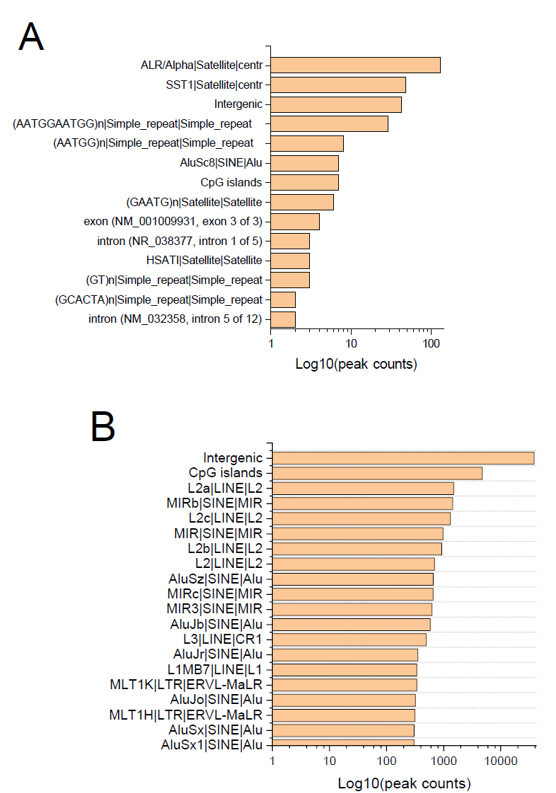 A
ALR/Alpha|Satellite|centr
SST1|Satellite|centr
Intergenic
(AATGGAATGG)n|Simple_repeat|Simple_repeat
(AATGG)n|Simple_repeat|Simple_repeat
AluSc8|SINE|Alu
CpG islands
(GAATG)n|Satellite|Satellite
exon (NM_001009931, exon 3 of 3)
intron (NR_038377, intron 1 of 5)
HSATI|Satellite|Satellite
(GT)n|Simple_repeat|Simple_repeat
(GCACTA)n|Simple_repeat|Simple_repeat
intron (NM_032358, intron 5 of 12)
1 10 100
Log10(peak counts)
B
Intergenic
CpG islands
L2a|LINE|L2
MIRb|SINE|MIR
L2c|LINE|L2
MIR|SINE|MIR
L2b|LINE|L2
L2|LINE|L2
AluSz|SINE|Alu
MIRc|SINE|MIR
MIR3|SINE|MIR
AluJb|SINE|Alu
L3|LINE|CR1
AluJr|SINE|Alu
L1MB7|LINE|L1
MLT1K|LTR|ERVL-MaLR
AluJo|SINE|Alu
MLT1H|LTR|ERVL-MaLR
AluSx|SINE|Alu
AluSx1|SINE|Alu
1 10 100 1000 10000
Log10(peak counts)